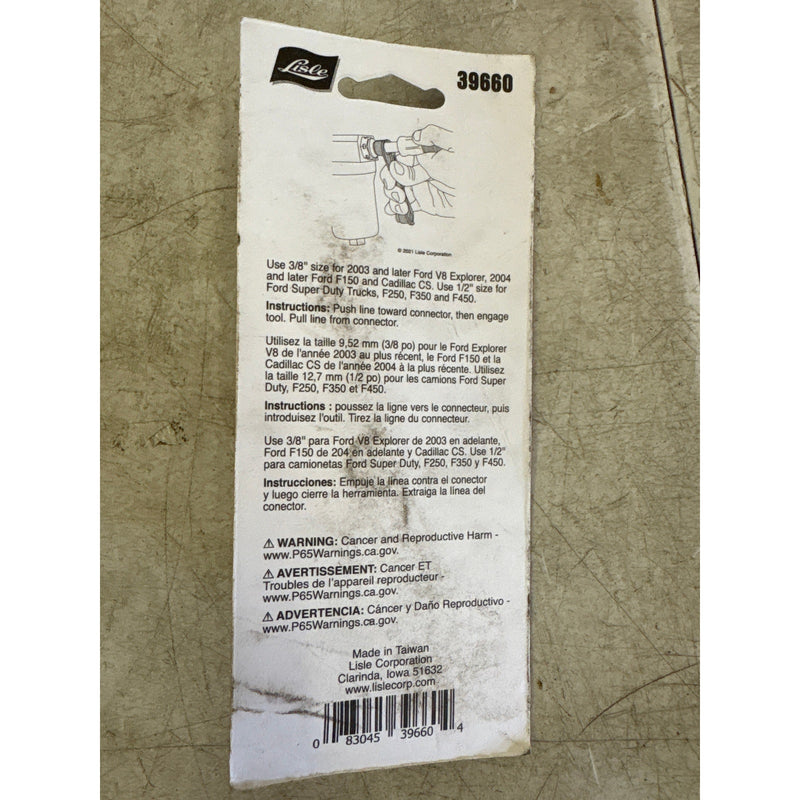 Lisle
39660
© 2021 Lisle Corporation
Use 3/8" size for 2003 and later Ford V8 Explorer, 2004
and later Ford F150 and Cadillac CS. Use 1/2" size for
Ford Super Duty Trucks, F250, F350 and F450.
Instructions: Push line toward connector, then engage
tool. Pull line from connector.
Utilisez la taille 9,52 mm (3/8 po) pour le Ford Explorer
V8 de l'année 2003 au plus récent, le Ford F150 et la
Cadillac CS de l'année 2004 à la plus récente. Utilisez
la taille 12,7 mm (1/2 po) pour les camions Ford Super
Duty, F250, F350 et F450.
Instructions : poussez la ligne vers le connecteur, puis
introduisez l'outil. Tirez la ligne du connecteur.
Use 3/8" para Ford V8 Explorer de 2003 en adelante,
Ford F150 de 204 en adelante y Cadillac CS. Use 1/2"
para camionetas Ford Super Duty, F250, F350 y F450.
Instrucciones: Empuje la línea contra el conector
y luego cierre la herramienta. Extraiga la línea del
conector.
⚠ WARNING: Cancer and Reproductive Harm -
www.P65Warnings.ca.gov.
⚠ AVERTISSEMENT: Cancer ET
Troubles de l'appareil reproducteur -
www.P65Warnings.ca.gov.
⚠ ADVERTENCIA: Cáncer y Daño Reproductivo -
www.P65Warnings.ca.gov.
Made in Taiwan
Lisle Corporation
Clarinda, Iowa 51632
www.lislecorp.com
0 83045 39660 4